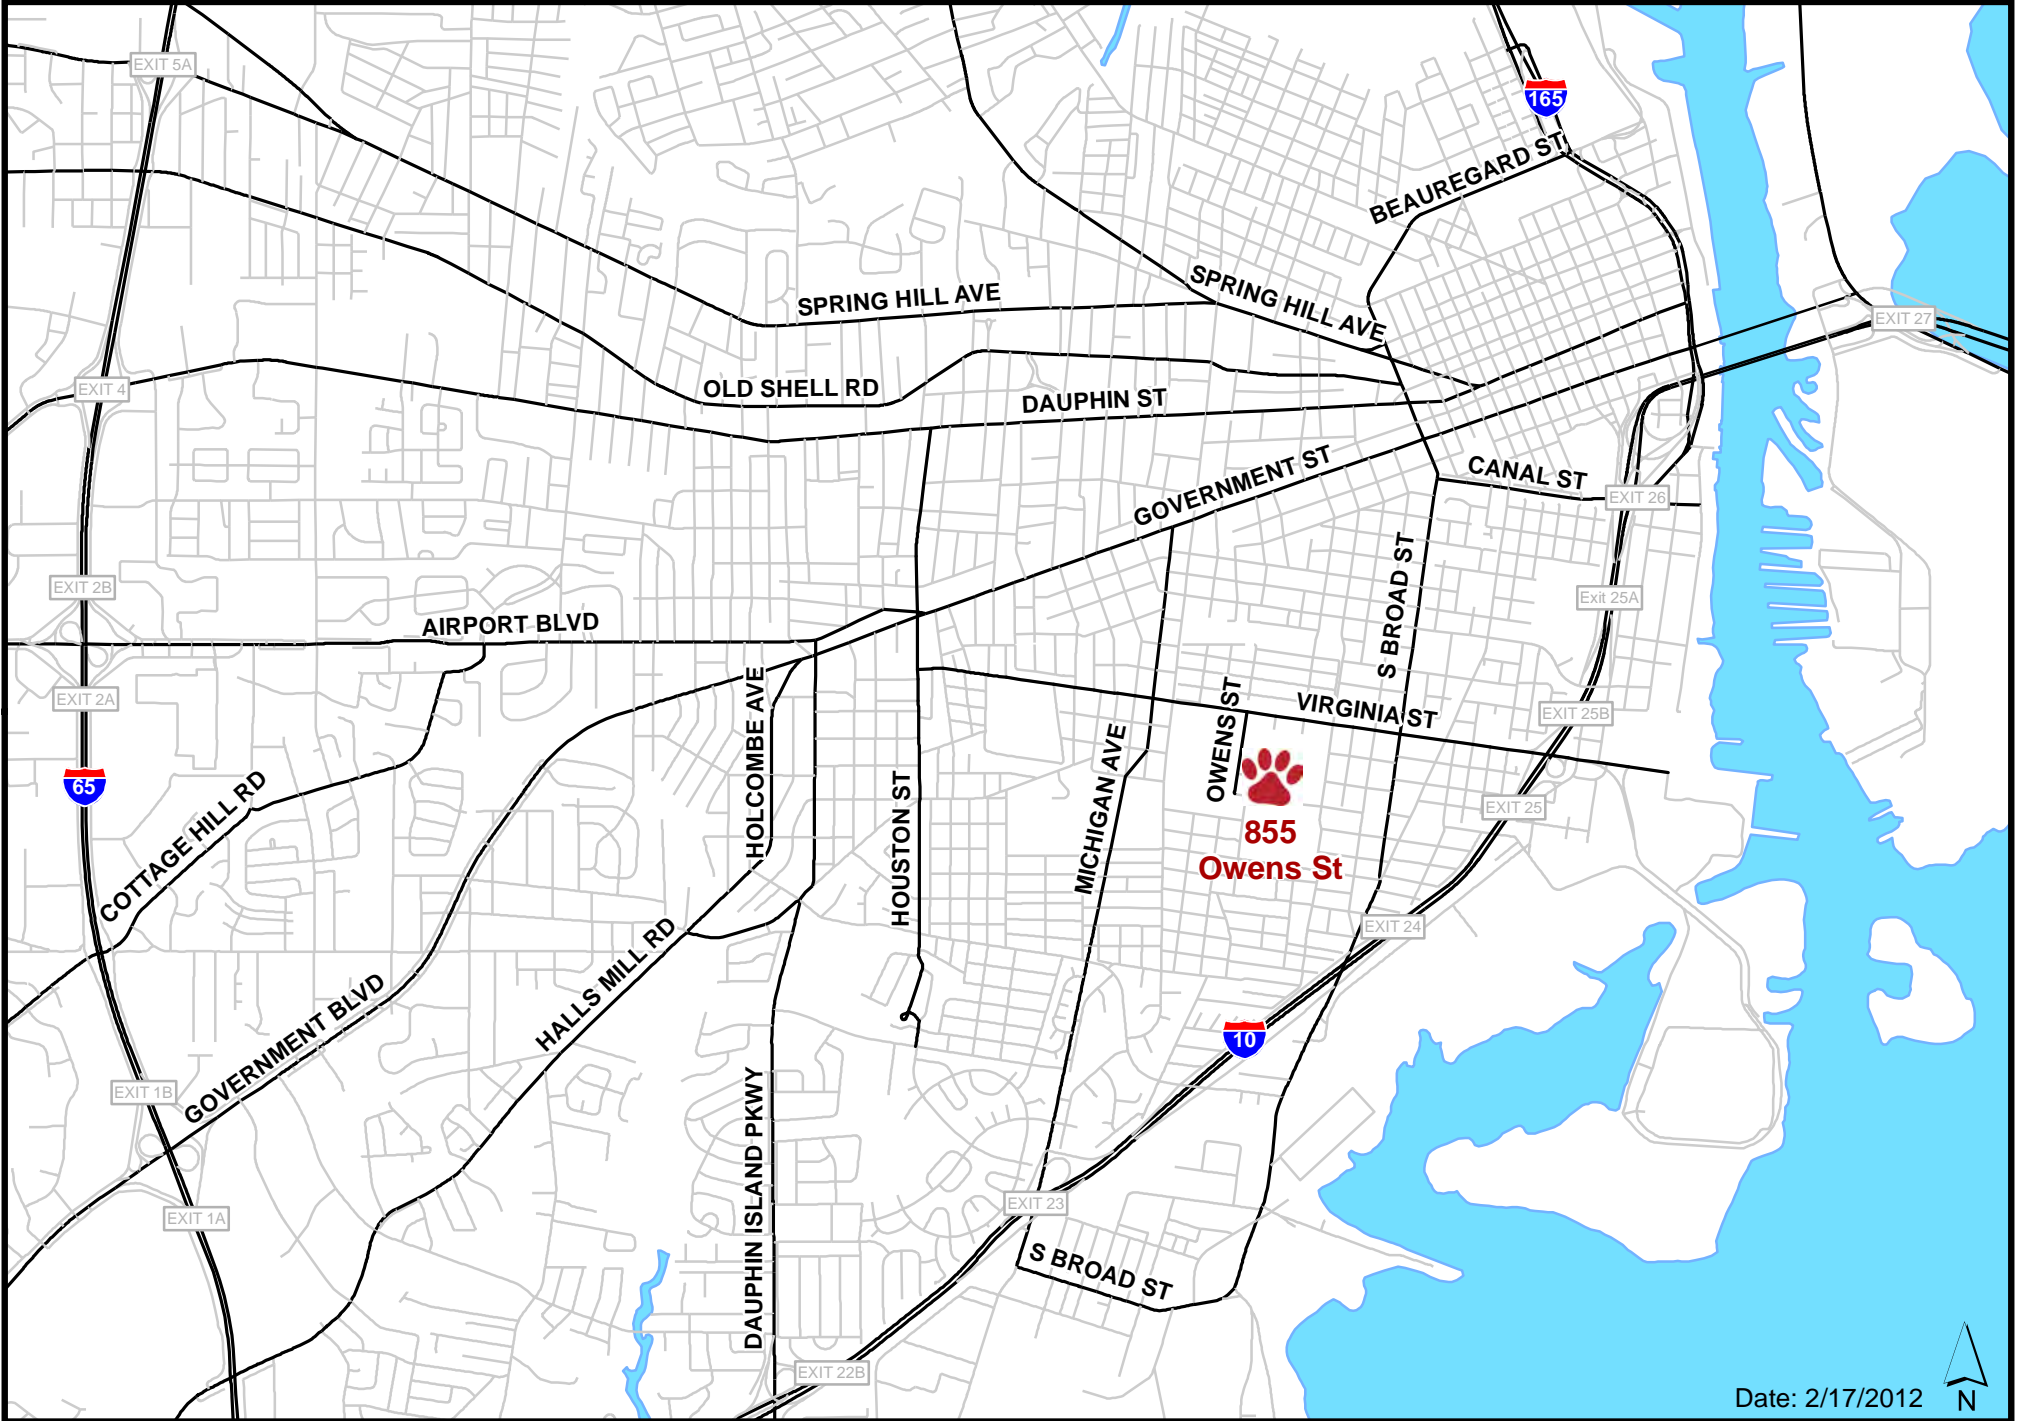 EXIT 5A
165
BEAUREGARD ST
SPRING HILL AVE
SPRING HILL AVE
EXIT 27
EXIT 4
OLD SHELL RD
DAUPHIN ST
GOVERNMENT ST
CANAL ST
EXIT 26
EXIT 2B
Exit 25A
AIRPORT BLVD
S BROAD ST
EXIT 2A
HOLCOMBE AVE
OWENS ST
VIRGINIA ST
EXIT 25B
65
COTTAGE HILL RD
HOUSTON ST
MICHIGAN AVE
855
Owens St
EXIT 25
EXIT 24
HALLS MILL RD
GOVERNMENT BLVD
10
EXIT 1B
DAUPHIN ISLAND PKWY
EXIT 1A
EXIT 23
S BROAD ST
EXIT 22B
Date: 2/17/2012
N